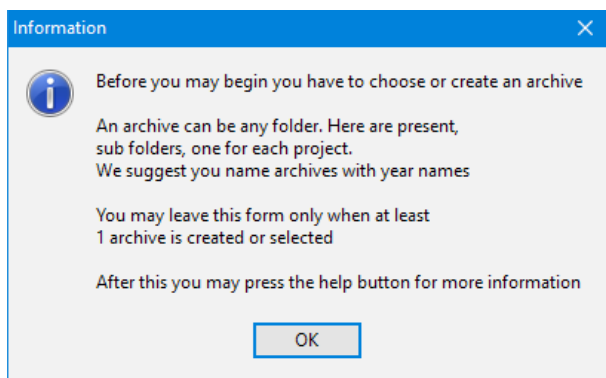 Information
Before you may begin you have to choose or create an archive
An archive can be any folder. Here are present,
sub folders, one for each project.
We suggest you name archives with year names
You may leave this form only when at least
1 archive is created or selected
After this you may press the help button for more information
OK